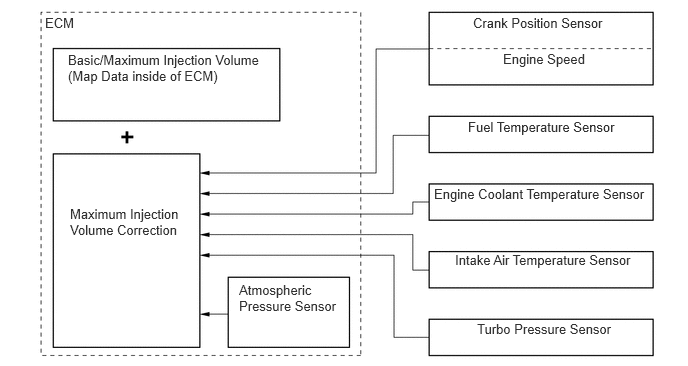 ECM
Basic/Maximum Injection Volume
(Map Data inside of ECM)
+
Maximum Injection
Volume Correction
Atmospheric
Pressure Sensor
Crank Position Sensor
Engine Speed
Fuel Temperature Sensor
Engine Coolant Temperature Sensor
Intake Air Temperature Sensor
Turbo Pressure Sensor